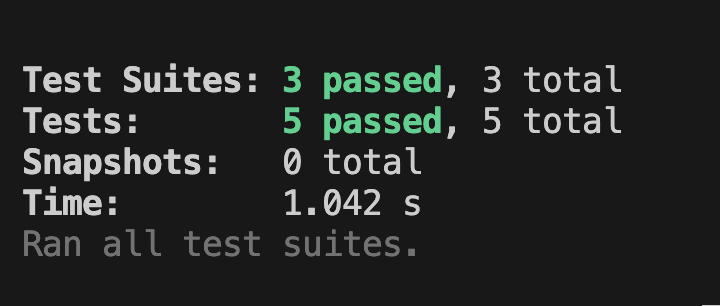 Test Suites: 3 passed, 3 total
Tests: 5 passed, 5 total
Snapshots: 0 total
Time: 1.042 s
Ran all test suites.